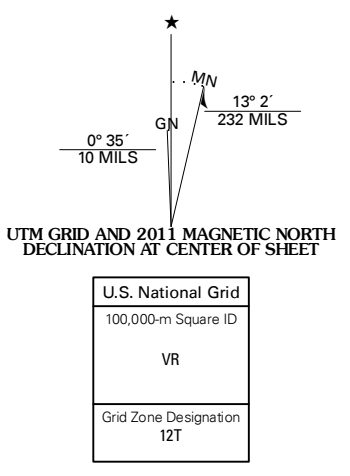 ★
MN
13° 2´
232 MILS
GN
0° 35´
10 MILS
UTM GRID AND 2011 MAGNETIC NORTH
DECLINATION AT CENTER OF SHEET
U.S. National Grid
100,000-m Square ID
VR
Grid Zone Designation
12T